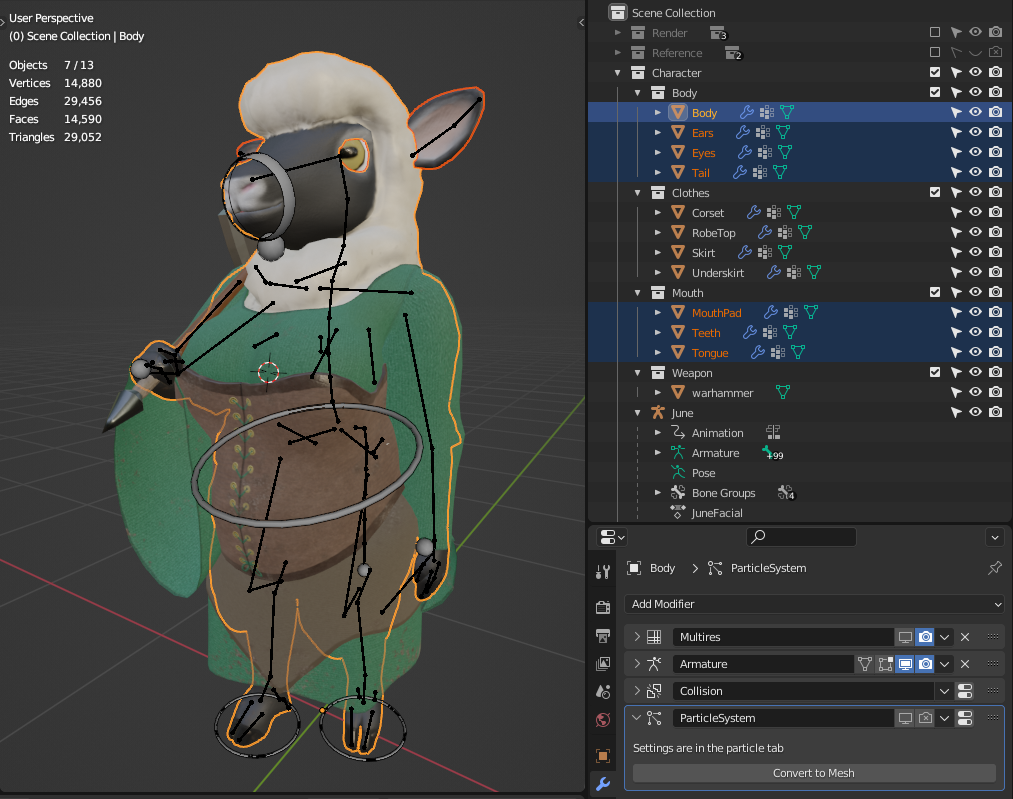 User Perspective
(0) Scene Collection | Body
Objects 7 / 13
Vertices 14,880
Edges 29,456
Faces 14,590
Triangles 29,052
Scene Collection
Render 3
Reference 2
Character
Body
Body
Ears
Eyes
Tail
Clothes
Corset
RobeTop
Skirt
Underskirt
Mouth
MouthPad
Teeth
Tongue
Weapon
warhammer
June
Animation
Armature +99
Pose
Bone Groups 4
JuneFacial
Body ParticleSystem
Add Modifier
Multires
Armature
Collision
ParticleSystem
Settings are in the particle tab
Convert to Mesh